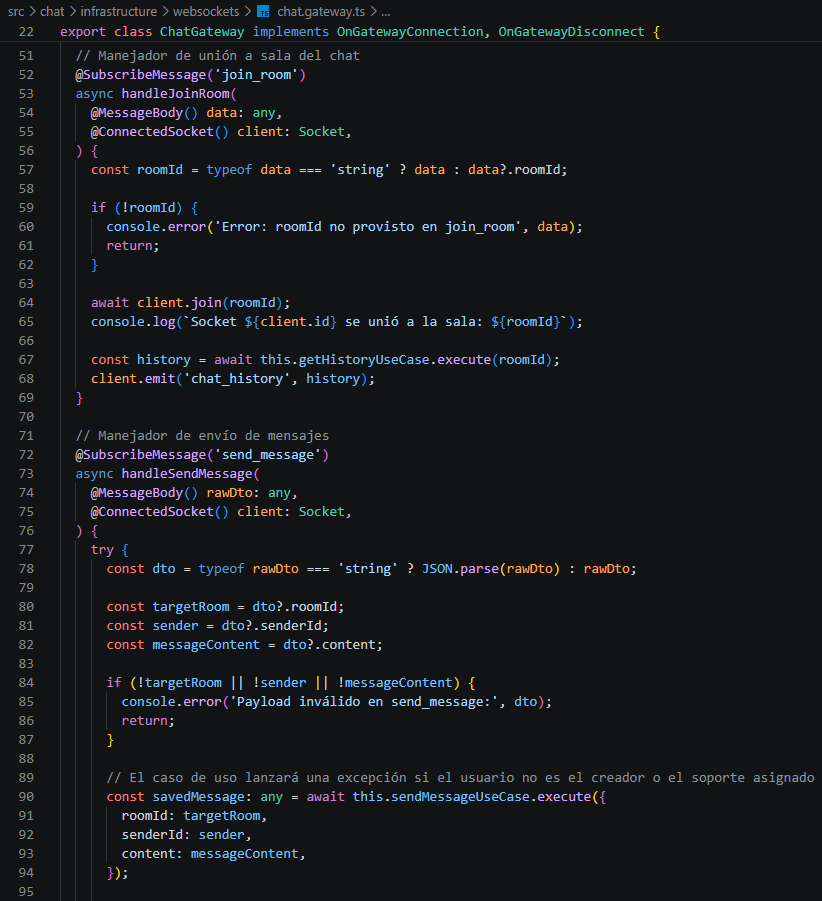 src > chat > infrastructure > websockets > TS chat.gateway.ts > ...
22 export class ChatGateway implements OnGatewayConnection, OnGatewayDisconnect {
51 // Manejador de unión a sala del chat
52 @SubscribeMessage('join_room')
53 async handleJoinRoom(
54 @MessageBody() data: any,
55 @ConnectedSocket() client: Socket,
56 ) {
57 const roomId = typeof data === 'string' ? data : data?.roomId;
58
59 if (!roomId) {
60 console.error('Error: roomId no provisto en join_room', data);
61 return;
62 }
63
64 await client.join(roomId);
65 console.log(`Socket ${client.id} se unió a la sala: ${roomId}`);
66
67 const history = await this.getHistoryUseCase.execute(roomId);
68 client.emit('chat_history', history);
69 }
70
71 // Manejador de envío de mensajes
72 @SubscribeMessage('send_message')
73 async handleSendMessage(
74 @MessageBody() rawDto: any,
75 @ConnectedSocket() client: Socket,
76 ) {
77 try {
78 const dto = typeof rawDto === 'string' ? JSON.parse(rawDto) : rawDto;
79
80 const targetRoom = dto?.roomId;
81 const sender = dto?.senderId;
82 const messageContent = dto?.content;
83
84 if (!targetRoom || !sender || !messageContent) {
85 console.error('Payload inválido en send_message:', dto);
86 return;
87 }
88
89 // El caso de uso lanzará una excepción si el usuario no es el creador o el soporte asignado
90 const savedMessage: any = await this.sendMessageUseCase.execute({
91 roomId: targetRoom,
92 senderId: sender,
93 content: messageContent,
94 });
95